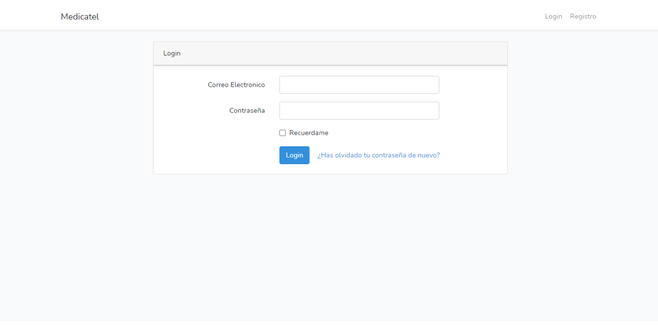 Medicatel
Login Registro
Login
Correo Electronico
Contraseña
Recuerdame
Login ¿Has olvidado tu contraseña de nuevo?